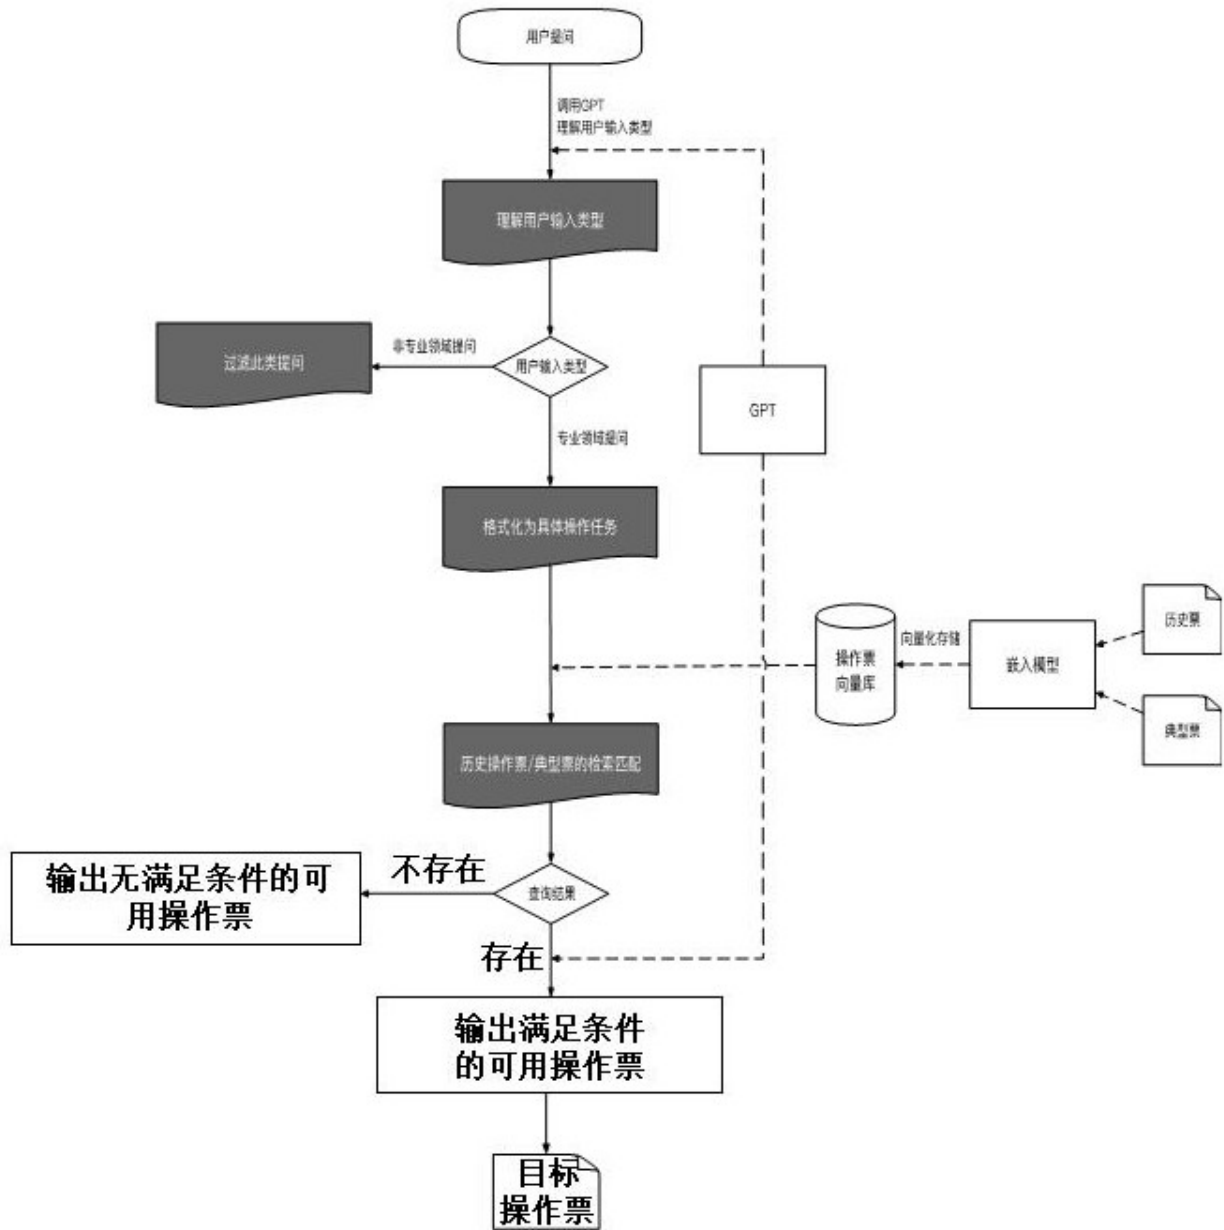 用户提问
调用GPT
理解用户输入类型
理解用户输入类型
过滤此类提问
非专业领域提问
用户输入类型
GPT
专业领域提问
格式化为具体操作任务
历史票
向量化存储
操作票
向量库
嵌入模型
典型票
历史操作票/典型票的检索匹配
不存在
输出无满足条件的可
用操作票
查询结果
存在
输出满足条件
的可用操作票
目标
操作票